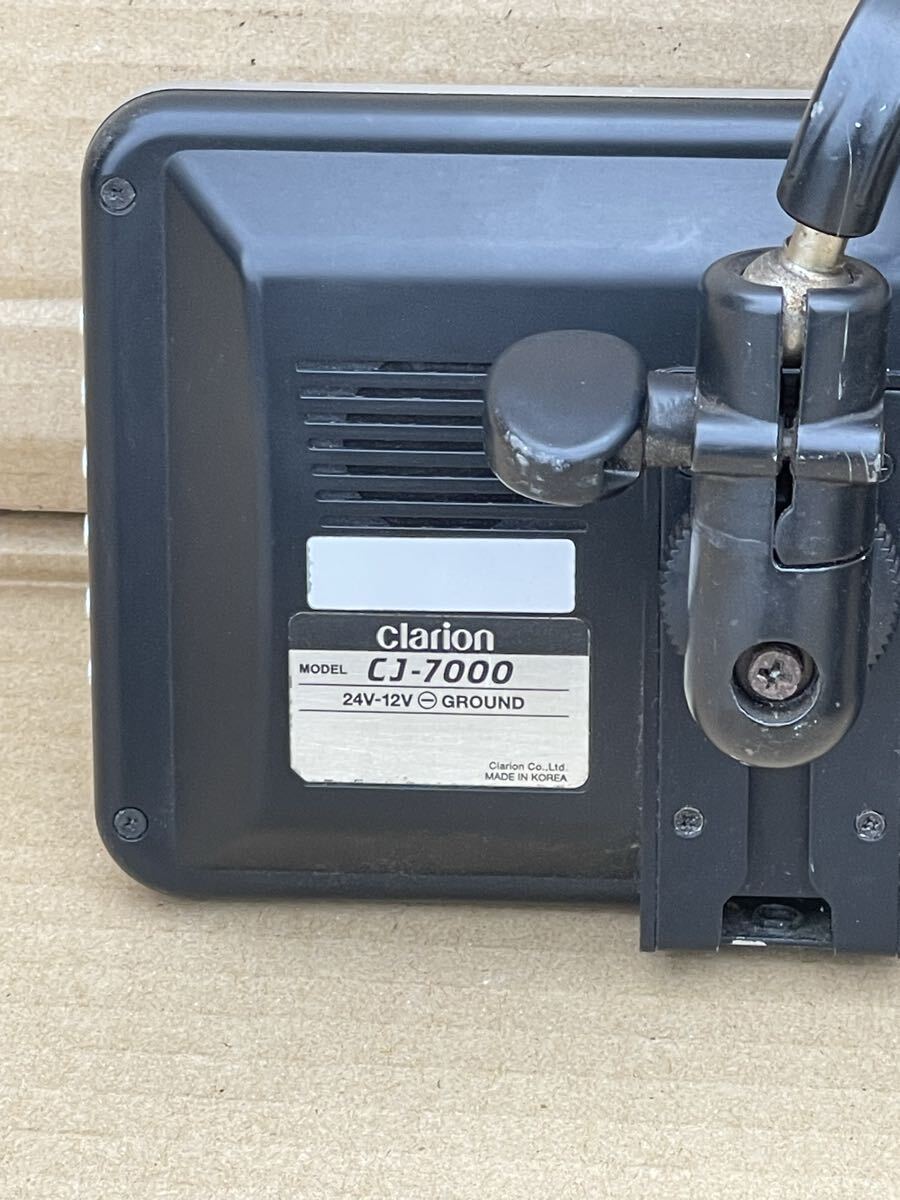 clarion
MODEL CJ-7000
24V-12V ⊖ GROUND
Clarion Co.,Ltd.
MADE IN KOREA